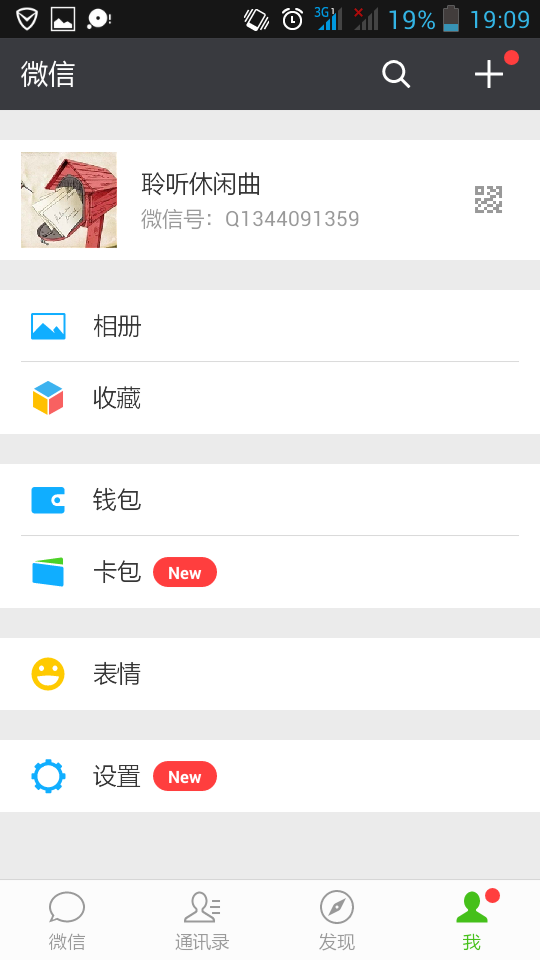 3G 1 19% 19:09
微信
聆听休闲曲
微信号：Q1344091359
相册
收藏
钱包
卡包 New
表情
设置 New
微信 通讯录 发现 我